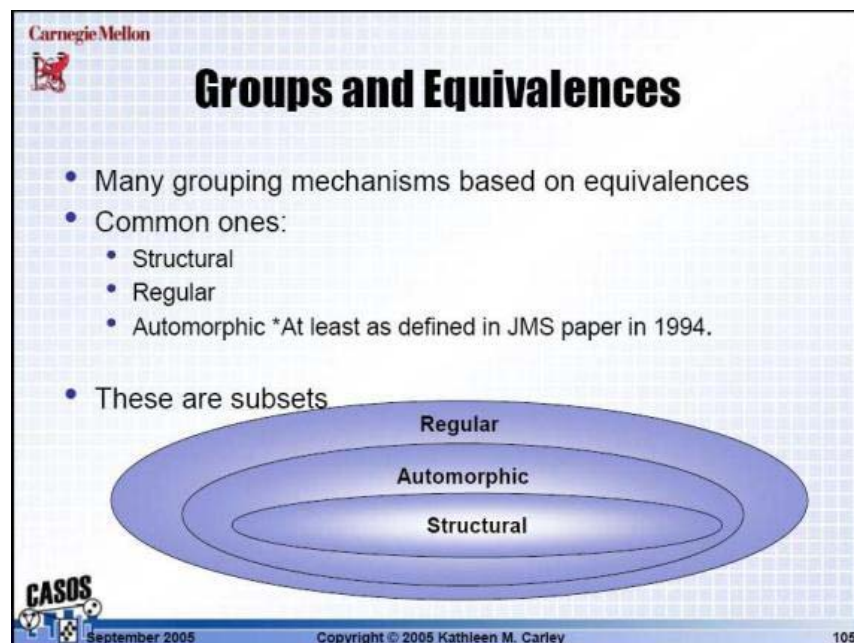 Carnegie Mellon
Groups and Equivalences
• Many grouping mechanisms based on equivalences
• Common ones:
• Structural
• Regular
• Automorphic *At least as defined in JMS paper in 1994.
• These are subsets
Regular
Automorphic
Structural
CASOS
September 2005 Copyright © 2005 Kathleen M. Carley